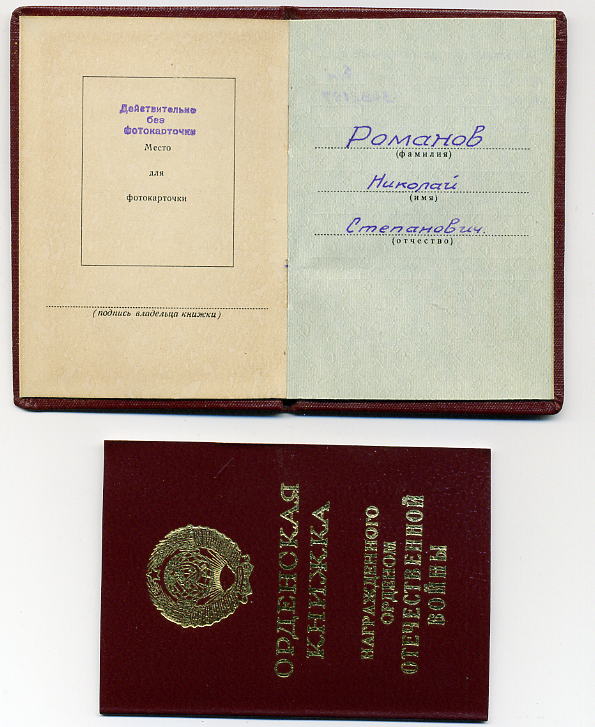 Действительно
без
фотокарточки
Место
для
фотокарточки
(подпись владельца книжки)
Романов
(фамилия)
Николай
(имя)
Степанович.
(отчество)
ОРДЕНСКАЯ
КНИЖКА
НАГРАЖДЕННОГО
ОРДЕНОМ
ОТЕЧЕСТВЕННОЙ
ВОЙНЫ